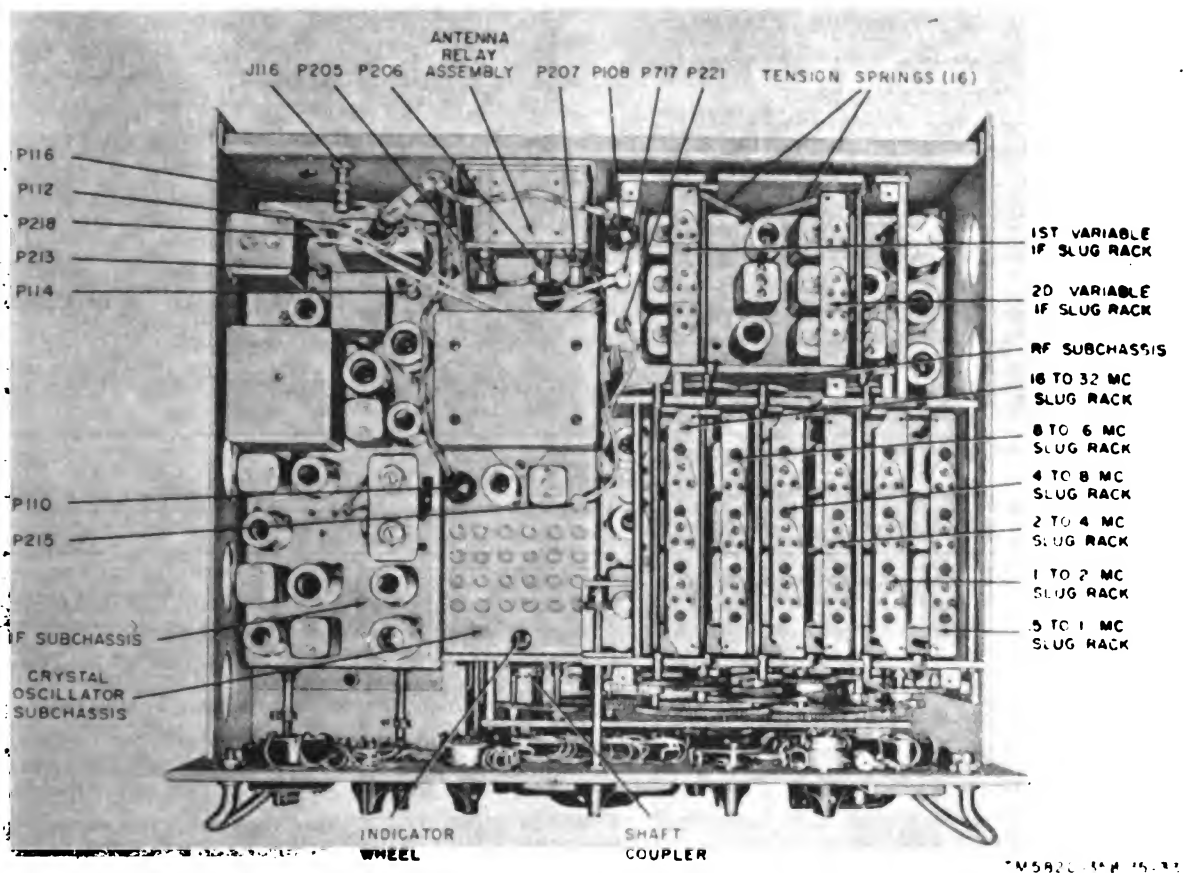 ANTENNA
RELAY
J116 P205 P206 ASSEMBLY P207 P108 P717 P221 TENSION SPRINGS (16)
P116
P112
P218
P213
P114
P110
P215
IF SUBCHASSIS
CRYSTAL
OSCILLATOR
SUBCHASSIS
1ST VARIABLE
IF SLUG RACK
2D VARIABLE
IF SLUG RACK
RF SUBCHASSIS
16 TO 32 MC
SLUG RACK
8 TO 6 MC
SLUG RACK
4 TO 8 MC
SLUG RACK
2 TO 4 MC
SLUG RACK
1 TO 2 MC
SLUG RACK
.5 TO 1 MC
SLUG RACK
INDICATOR
WHEEL
SHAFT
COUPLER